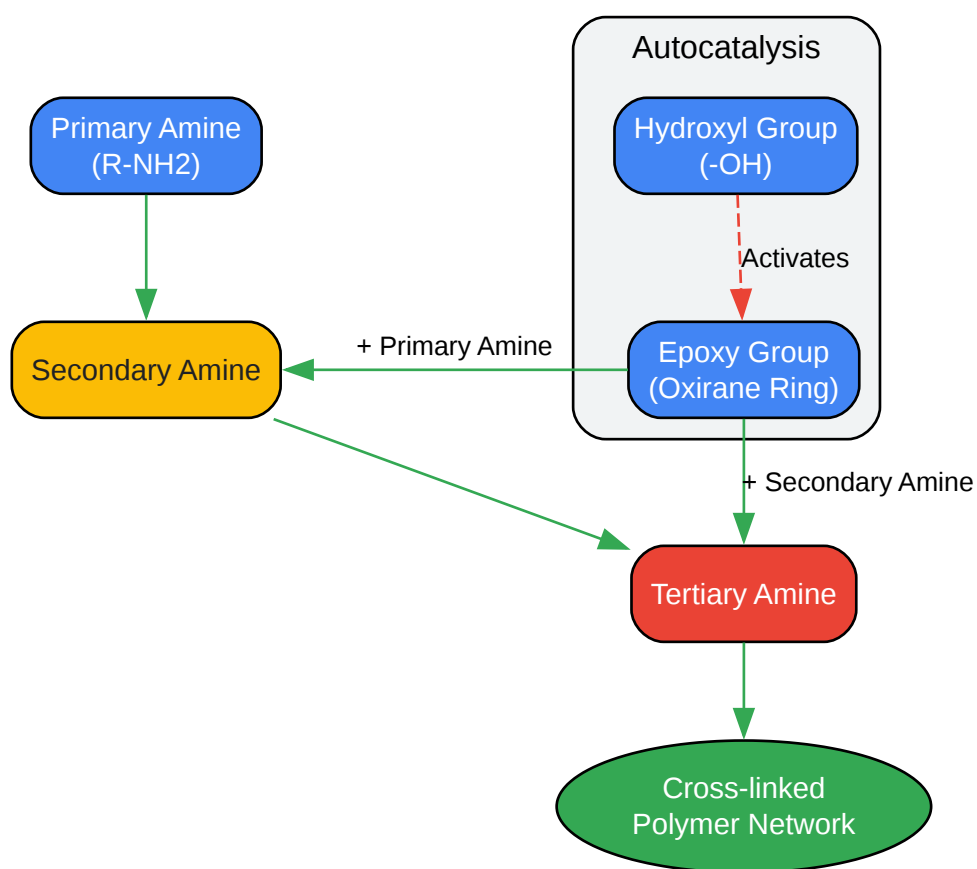 Autocatalysis
Primary Amine
(R-NH2)
Hydroxyl Group
(-OH)
Activates
+ Primary Amine
Secondary Amine
Epoxy Group
(Oxirane Ring)
+ Secondary Amine
Tertiary Amine
Cross-linked
Polymer Network